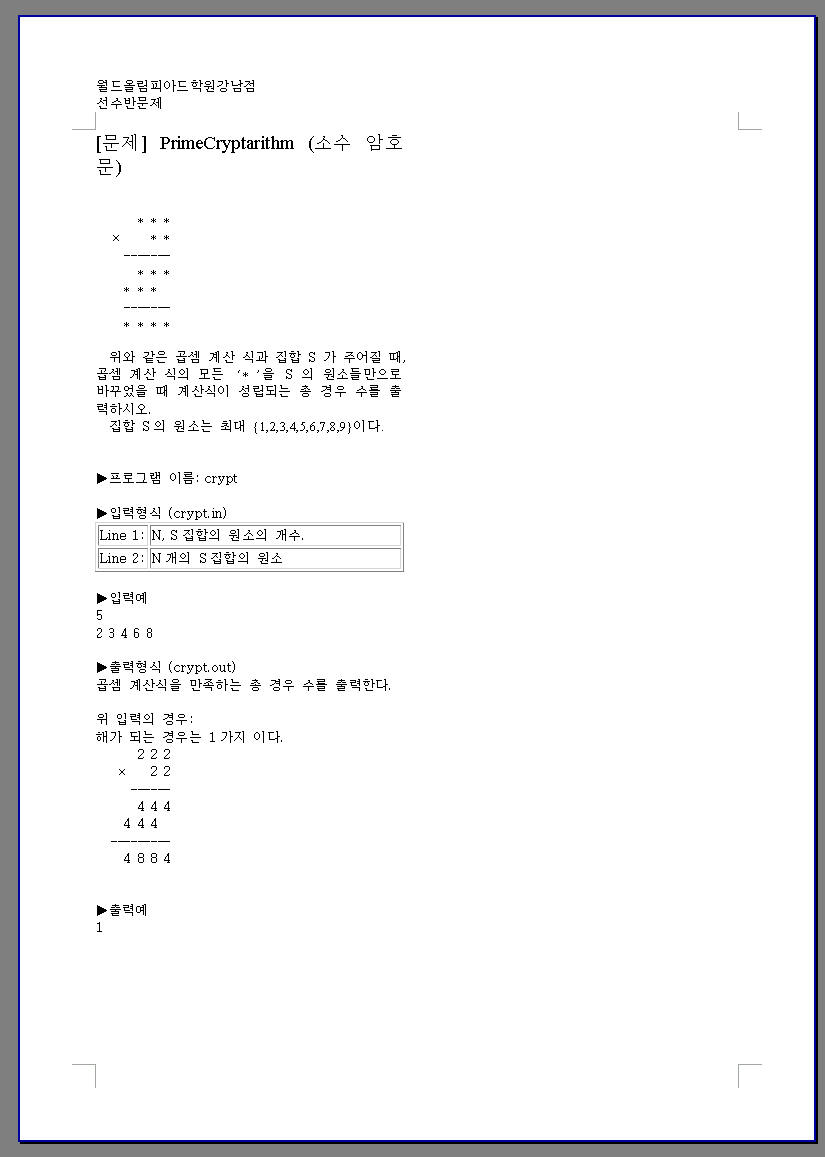 월드올림피아드학원강남점
선수반문제
[문제] PrimeCryptarithm (소수 암호
문)
* * *
× * *
-------
* * *
* * *
-------
* * * *
위와 같은 곱셈 계산 식과 집합 S 가 주어질 때,
곱셈 계산 식의 모든 '* '을 S 의 원소들만으로
바꾸었을 때 계산식이 성립되는 총 경우 수를 출
력하시오.
집합 S의 원소는 최대 {1,2,3,4,5,6,7,8,9}이다.
▶프로그램 이름: crypt
▶입력형식 (crypt.in)
Line 1: N, S집합의 원소의 개수.
Line 2: N개의 S집합의 원소
▶입력예
5
2 3 4 6 8
▶출력형식 (crypt.out)
곱셈 계산식을 만족하는 총 경우 수를 출력한다.
위 입력의 경우:
해가 되는 경우는 1가지 이다.
2 2 2
× 2 2
------
4 4 4
4 4 4
---------
4 8 8 4
▶출력예
1